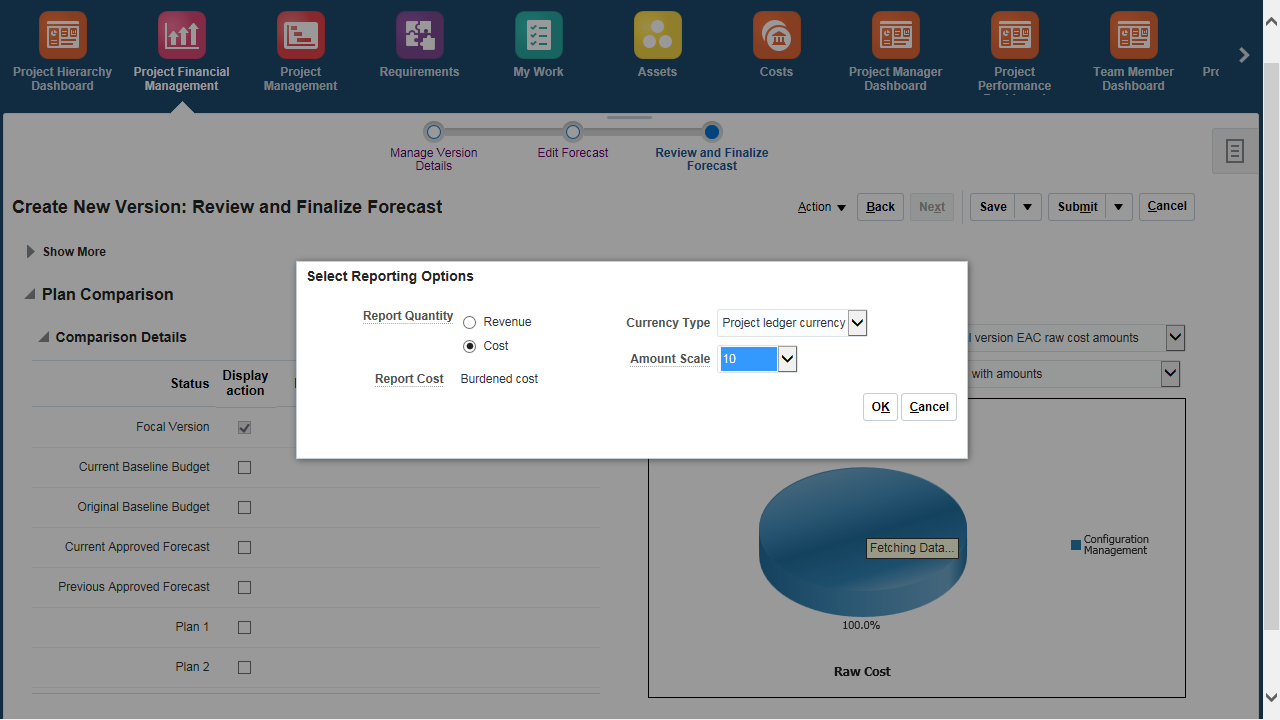 Project Hierarchy
Dashboard
Project Financial
Management
Project
Management
Requirements
My Work
Assets
Costs
Project Manager
Dashboard
Project
Performance
Team Member
Dashboard
Manage Version
Details
Edit Forecast
Review and Finalize
Forecast
Create New Version: Review and Finalize Forecast
Action
Back
Next
Save
Submit
Cancel
Show More
Plan Comparison
Comparison Details
Status
Display
action
Focal Version
Current Baseline Budget
Original Baseline Budget
Current Approved Forecast
Previous Approved Forecast
Plan 1
Plan 2
Select Reporting Options
Report Quantity
Revenue
Cost
Report Cost
Burdened cost
Currency Type
Project ledger currency
Amount Scale
10
OK
Cancel
version EAC raw cost amounts
with amounts
Fetching Data...
Configuration
Management
100.0%
Raw Cost